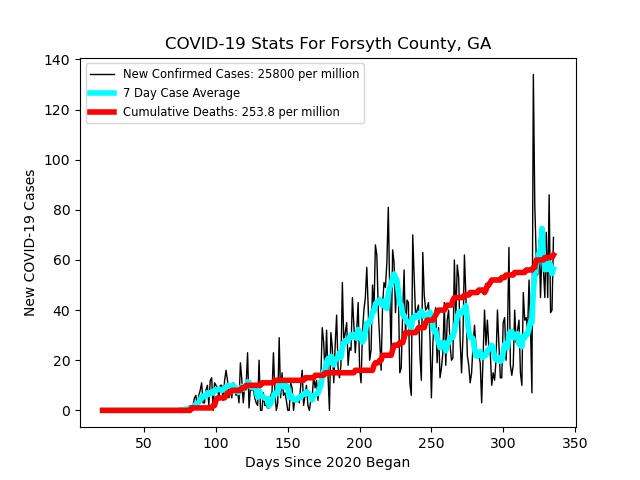 COVID-19 Stats For Forsyth County, GA
New Confirmed Cases: 25800 per million
7 Day Case Average
Cumulative Deaths: 253.8 per million
New COVID-19 Cases
140
120
100
80
60
40
20
0
50
100
150
200
250
300
350
Days Since 2020 Began